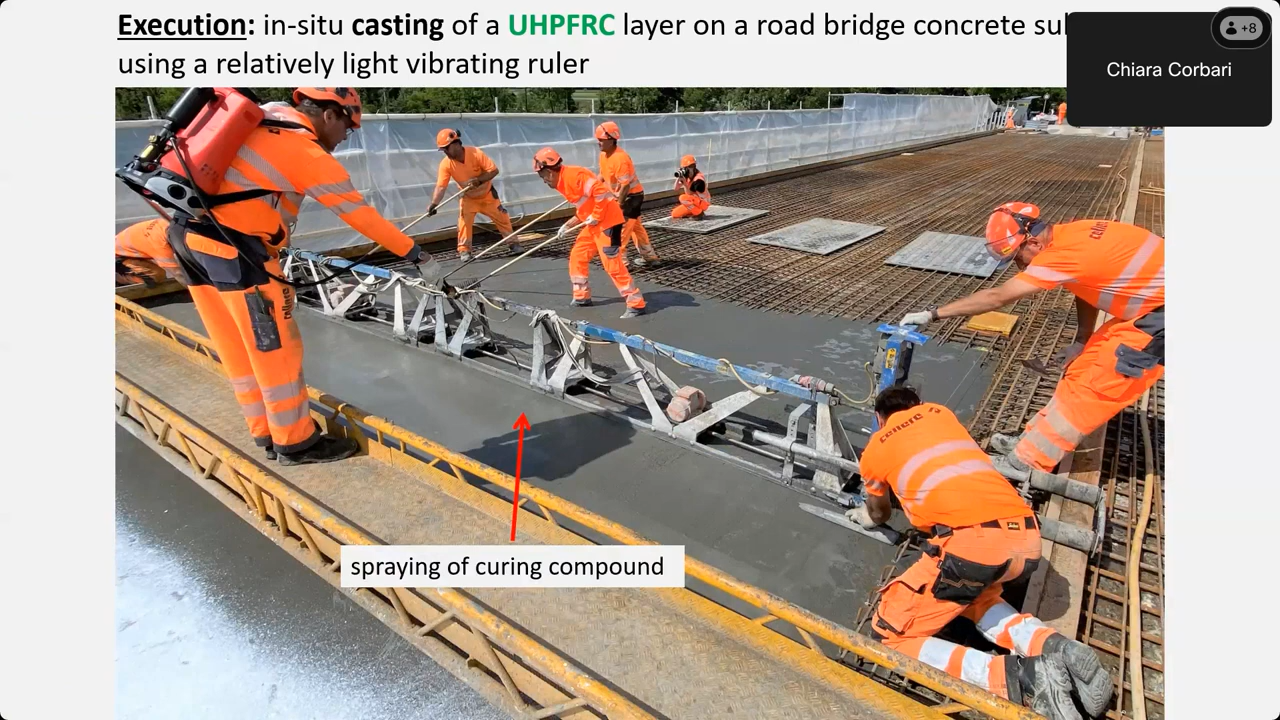 Execution: in-situ casting of a UHPFRC layer on a road bridge concrete
using a relatively light vibrating ruler
+8
Chiara Corbari
spraying of curing compound